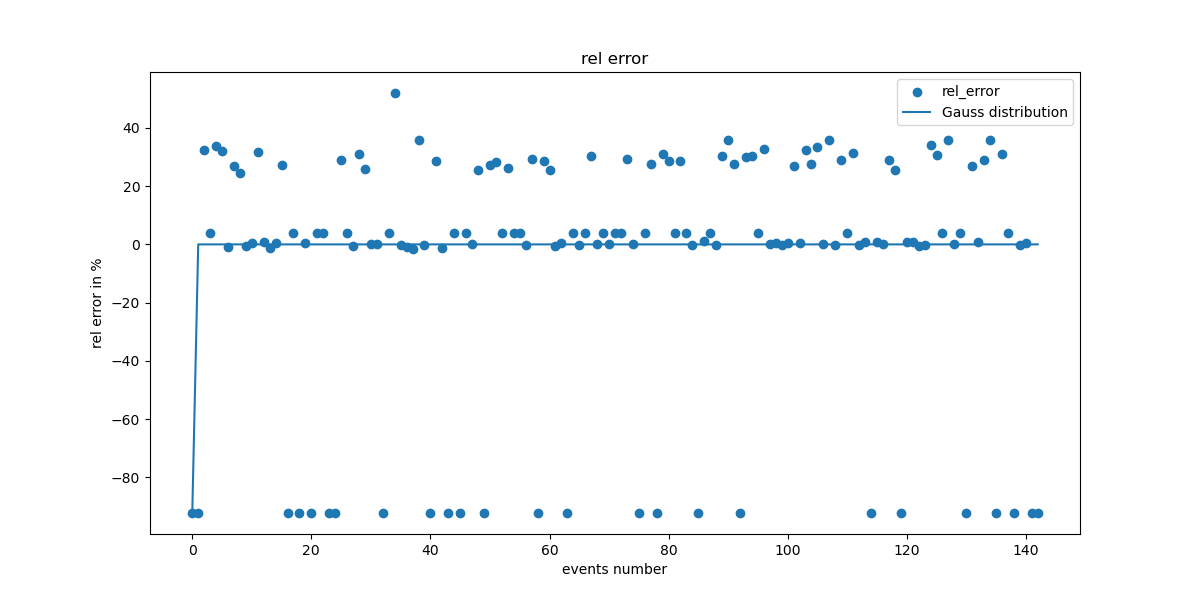 rel error
rel_error
Gauss distribution
40
20
0
−20
−40
−60
−80
rel error in %
0 20 40 60 80 100 120 140
events number